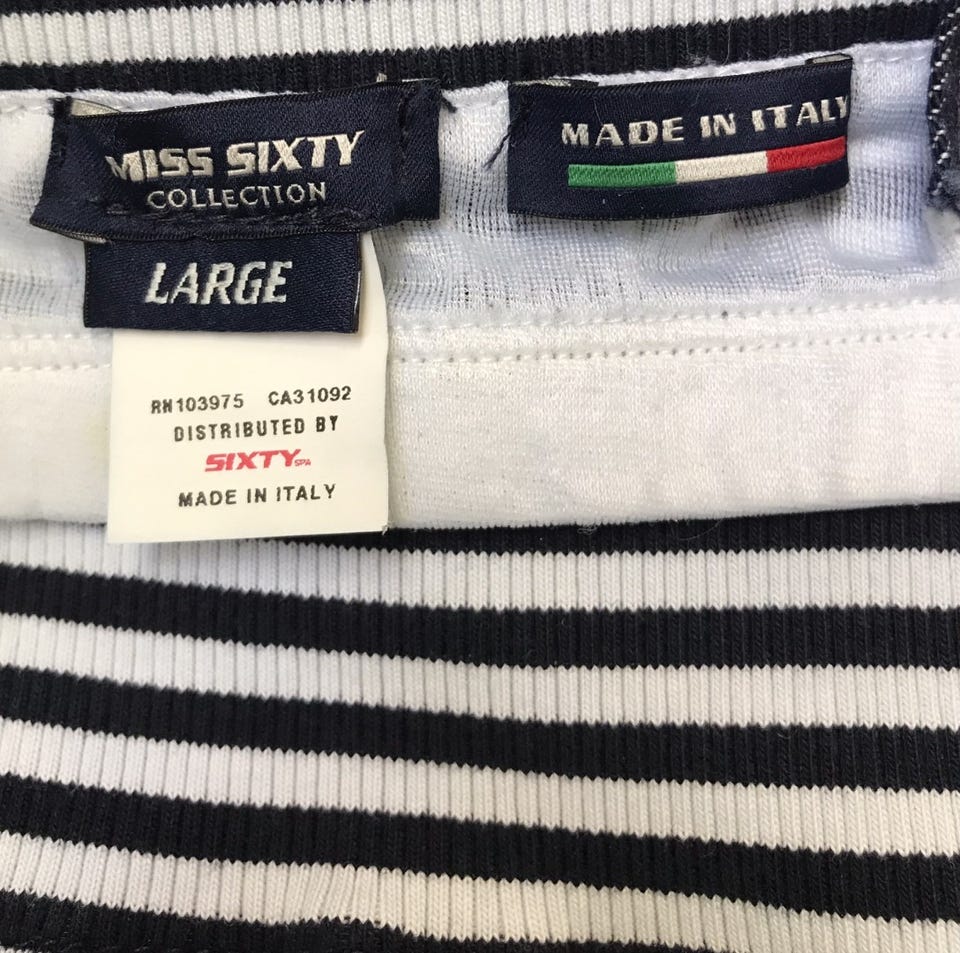 MISS SIXTY
COLLECTION
LARGE
MADE IN ITALY
RN103975 CA31092
DISTRIBUTED BY
SIXTY SPA
MADE IN ITALY